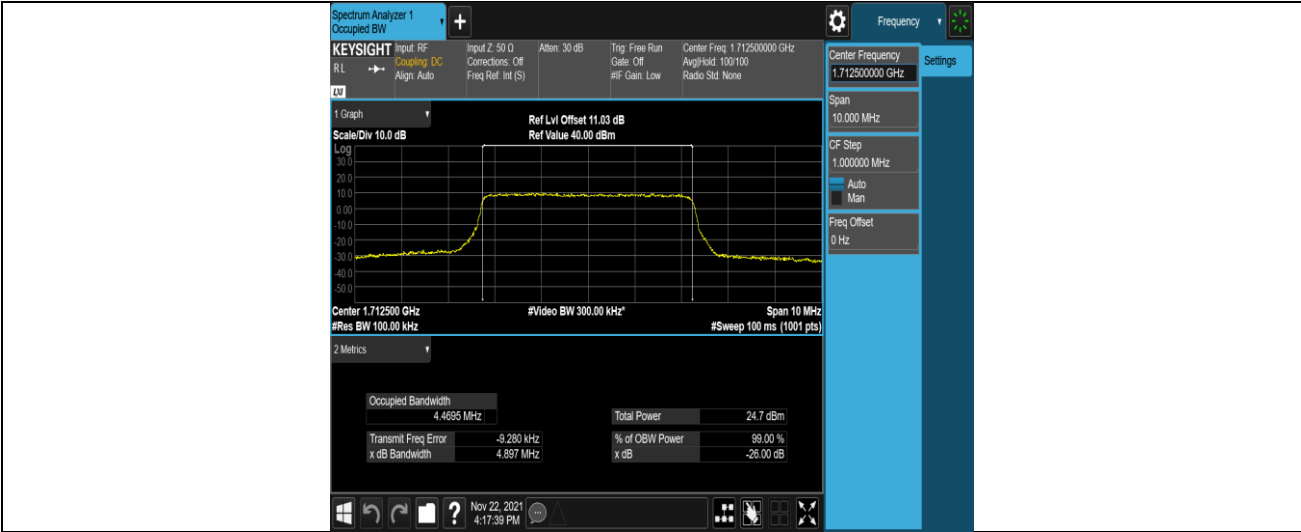 Spectrum Analyzer 1
Occupied BW
+
Frequency
KEYSIGHT
RL
LXI
Input: RF
Coupling: DC
Align: Auto
Input Z: 50 Ω
Corrections: Off
Freq Ref: Int (S)
Atten: 30 dB
Trig: Free Run
Gate: Off
#IF Gain: Low
Center Freq: 1.712500000 GHz
Avg|Hold: 100/100
Radio Std: None
Center Frequency
1.712500000 GHz
Settings
Span
10.000 MHz
CF Step
1.000000 MHz
Auto
Man
Freq Offset
0 Hz
1 Graph
Scale/Div 10.0 dB
Ref Lvl Offset 11.03 dB
Ref Value 40.00 dBm
Log
30.0
20.0
10.0
0.00
-10.0
-20.0
-30.0
-40.0
-50.0
Center 1.712500 GHz
#Res BW 100.00 kHz
#Video BW 300.00 kHz*
Span 10 MHz
#Sweep 100 ms (1001 pts)
2 Metrics
Occupied Bandwidth
4.4695 MHz
Total Power 24.7 dBm
Transmit Freq Error -9.280 kHz
% of OBW Power 99.00 %
x dB Bandwidth 4.897 MHz
x dB -26.00 dB
?
Nov 22, 2021
4:17:39 PM